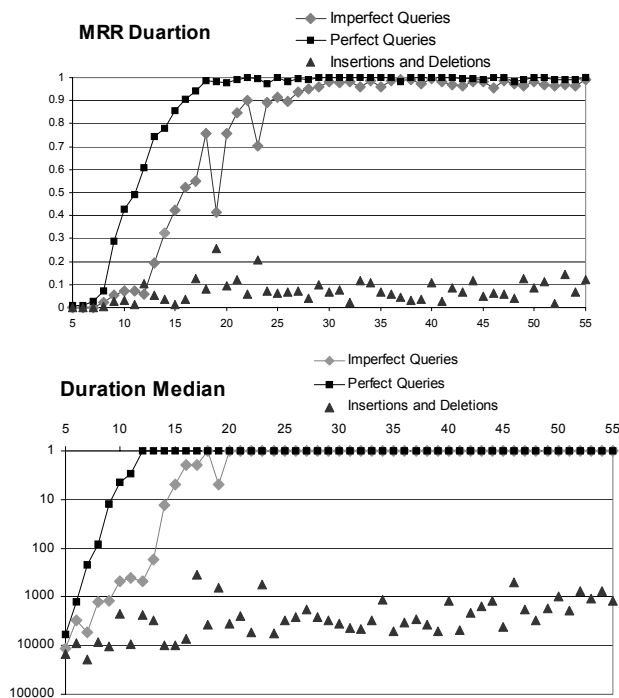 MRR Duartion
Imperfect Queries
Perfect Queries
Insertions and Deletions
1
0.9
0.8
0.7
0.6
0.5
0.4
0.3
0.2
0.1
0
5 10 15 20 25 30 35 40 45 50 55
Duration Median
Imperfect Queries
Perfect Queries
Insertions and Deletions
5 10 15 20 25 30 35 40 45 50 55
1
10
100
1000
10000
100000